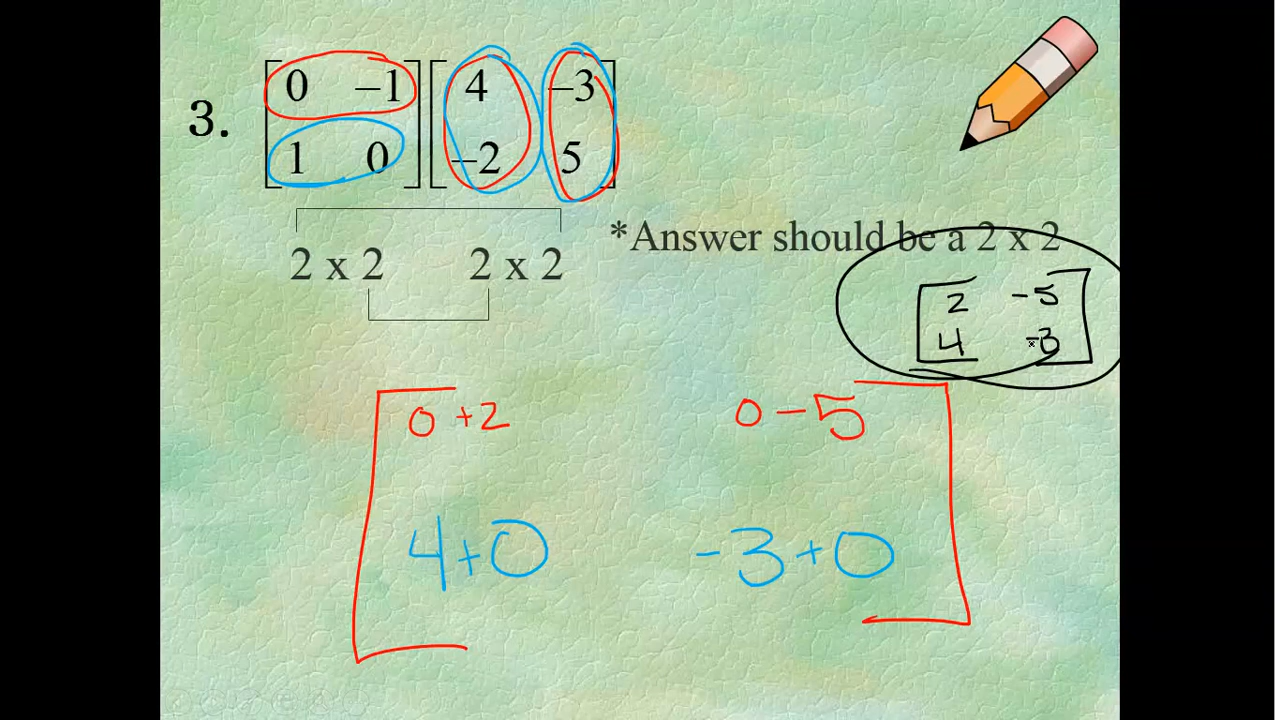 3. [0 −1] [4 −3]
[1 0] [−2 5]
*Answer should be a 2 x 2
2 x 2 2 x 2
2 -5
4 -3
0+2 0-5
4+0 -3+0